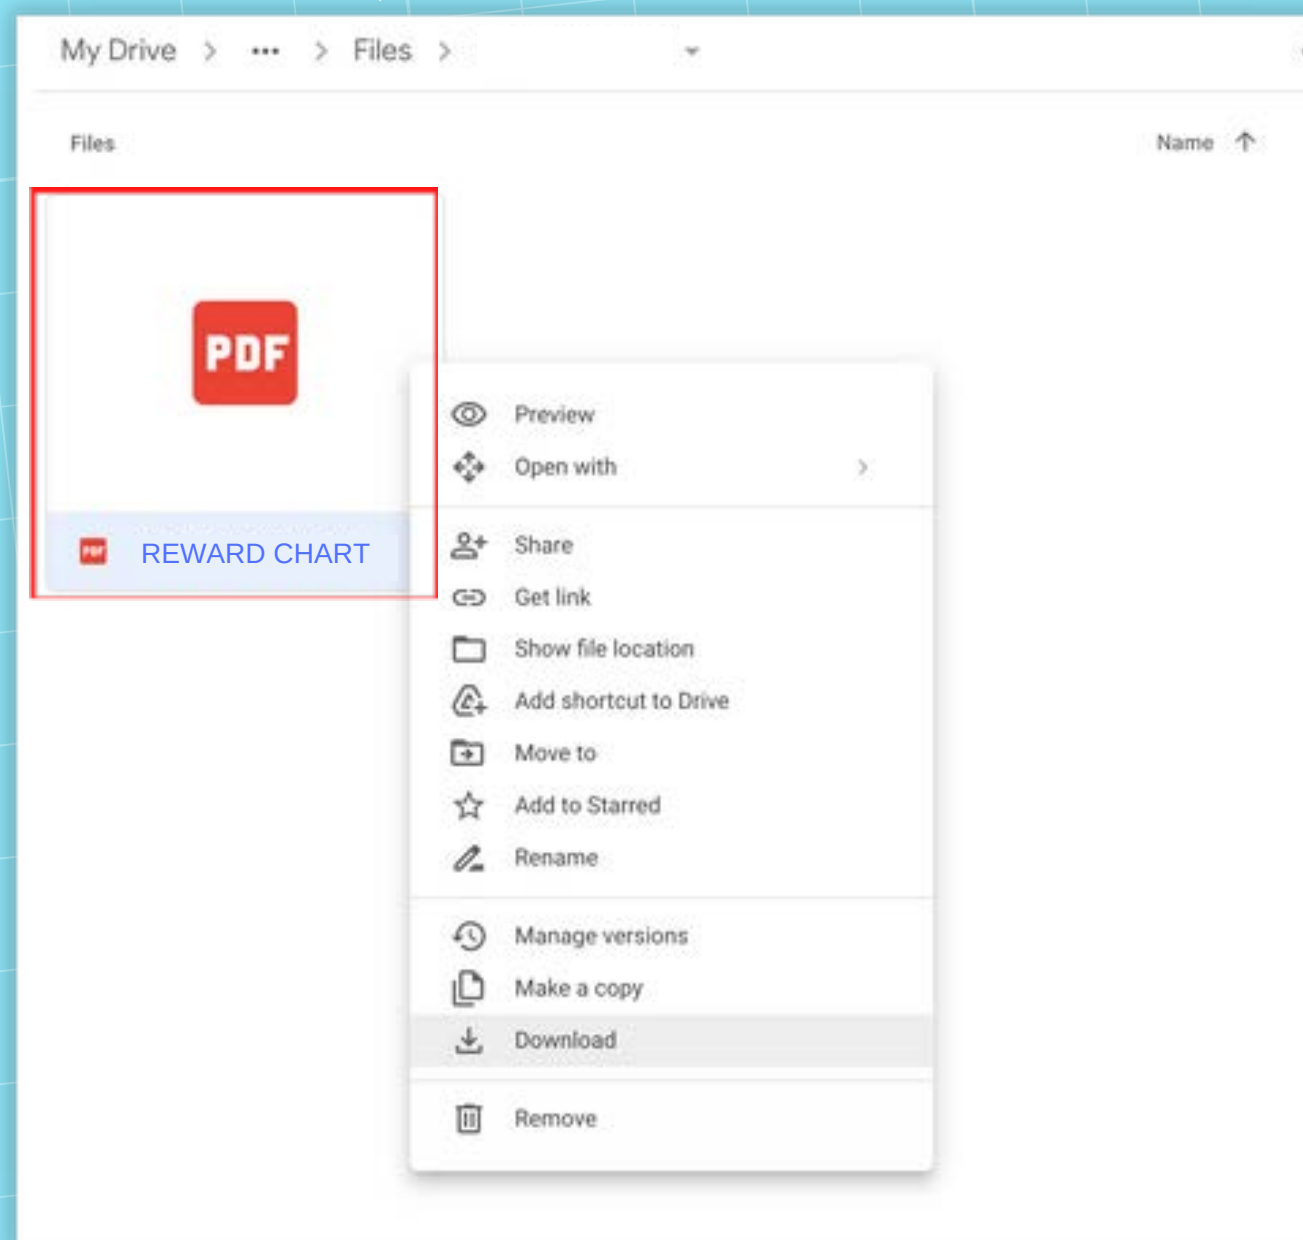 My Drive > ... > Files >
Files
Name ↑
PDF
PDF REWARD CHART
Preview
Open with >
Share
Get link
Show file location
Add shortcut to Drive
Move to
Add to Starred
Rename
Manage versions
Make a copy
Download
Remove